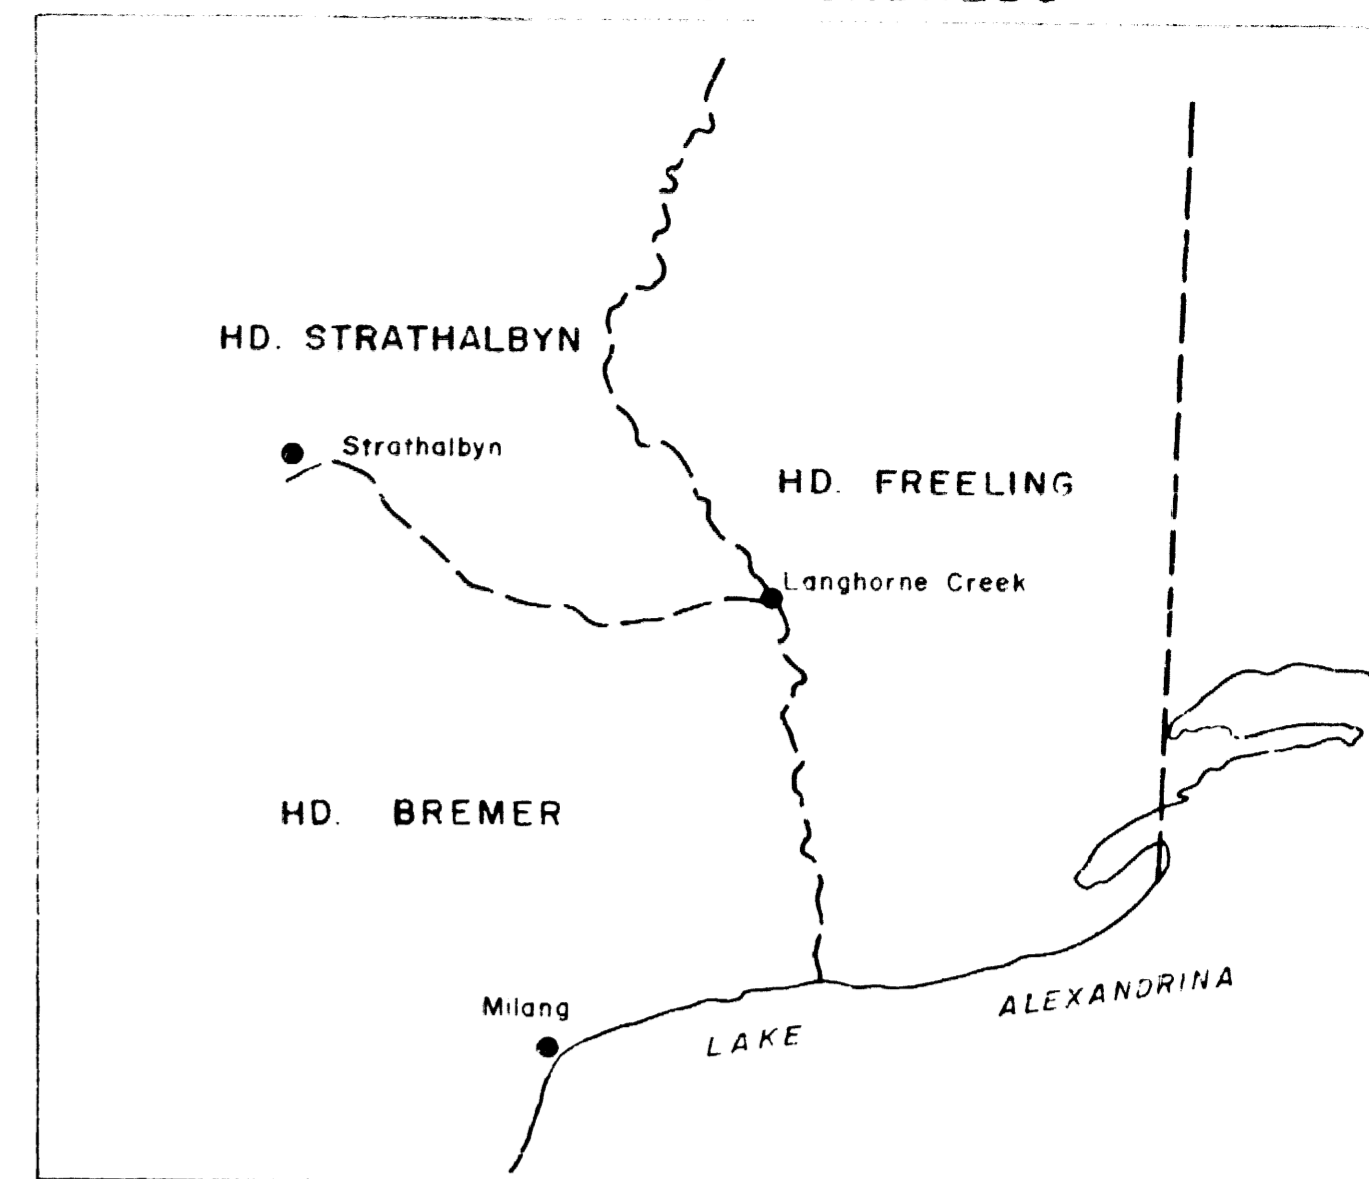 HD. STRATHALBYN
Strathalbyn
HD. FREELING
Langhorne Creek
HD. BREMER
Milang
LAKE ALEXANDRINA